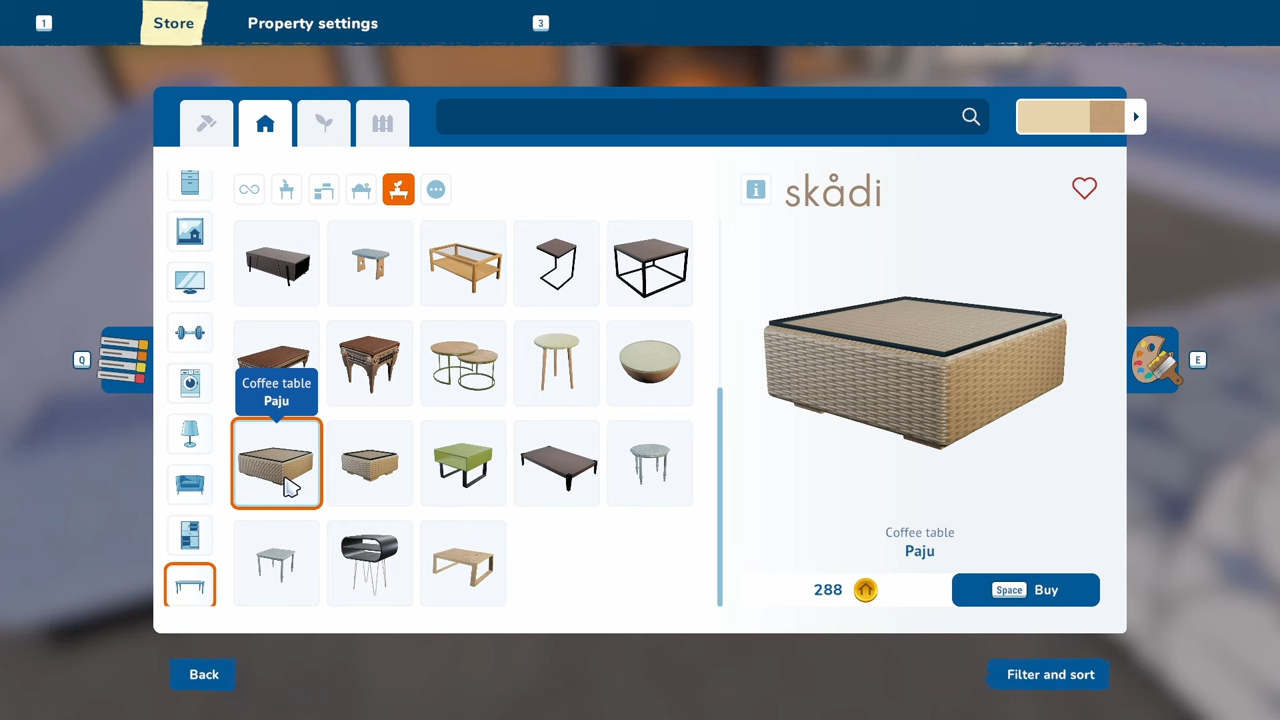 1
Store
Property settings
3
skådi
Q
Coffee table
Paju
E
Coffee table
Paju
288
Space
Buy
Back
Filter and sort